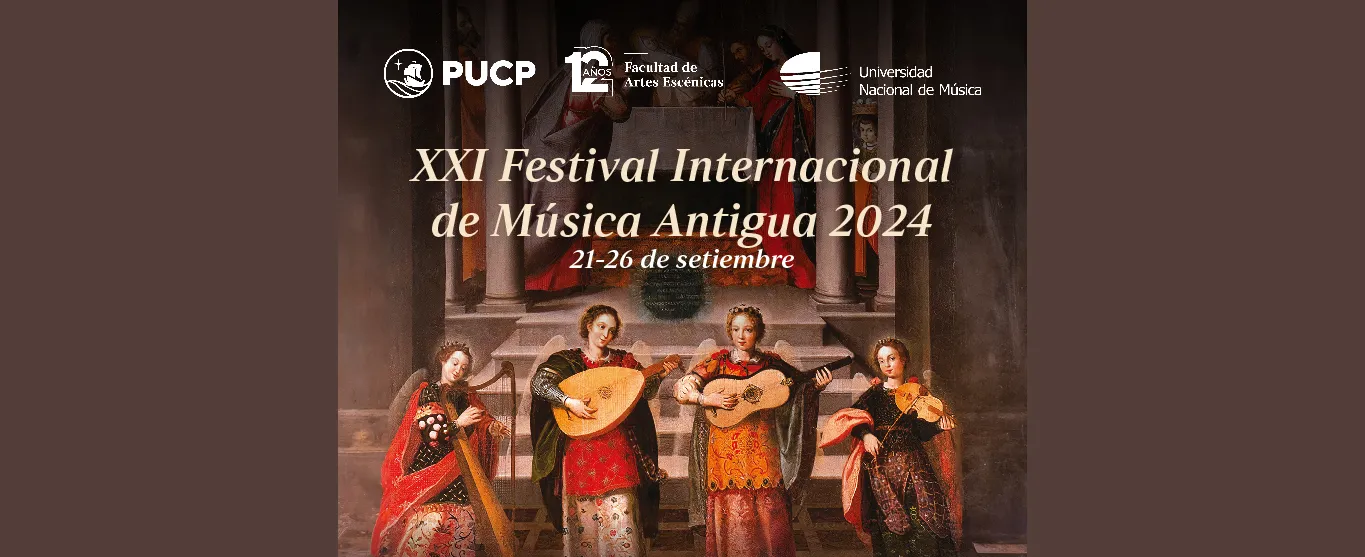 PUCP
12 AÑOS
Facultad de
Artes Escénicas
Universidad
Nacional de Música
XXI Festival Internacional
de Música Antigua 2024
21-26 de setiembre